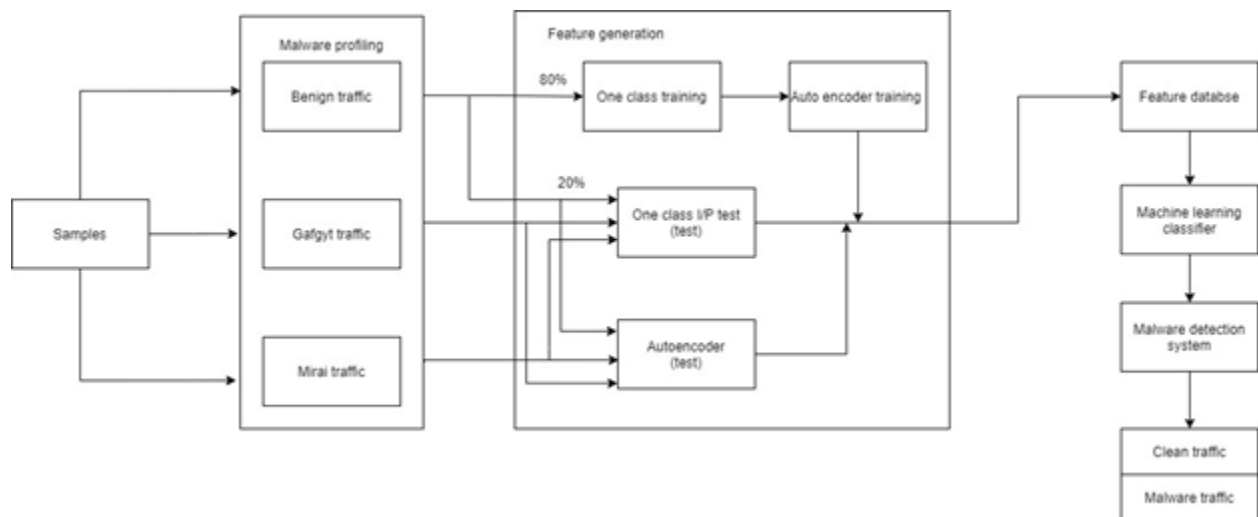 Malware profiling
Feature generation
Benign traffic
80%
One class training
Auto encoder training
Feature databse
20%
Samples
Gafgyt traffic
One class I/P test
(test)
Machine learning
classifier
Mirai traffic
Autoencoder
(test)
Malware detection
system
Clean traffic
Malware traffic